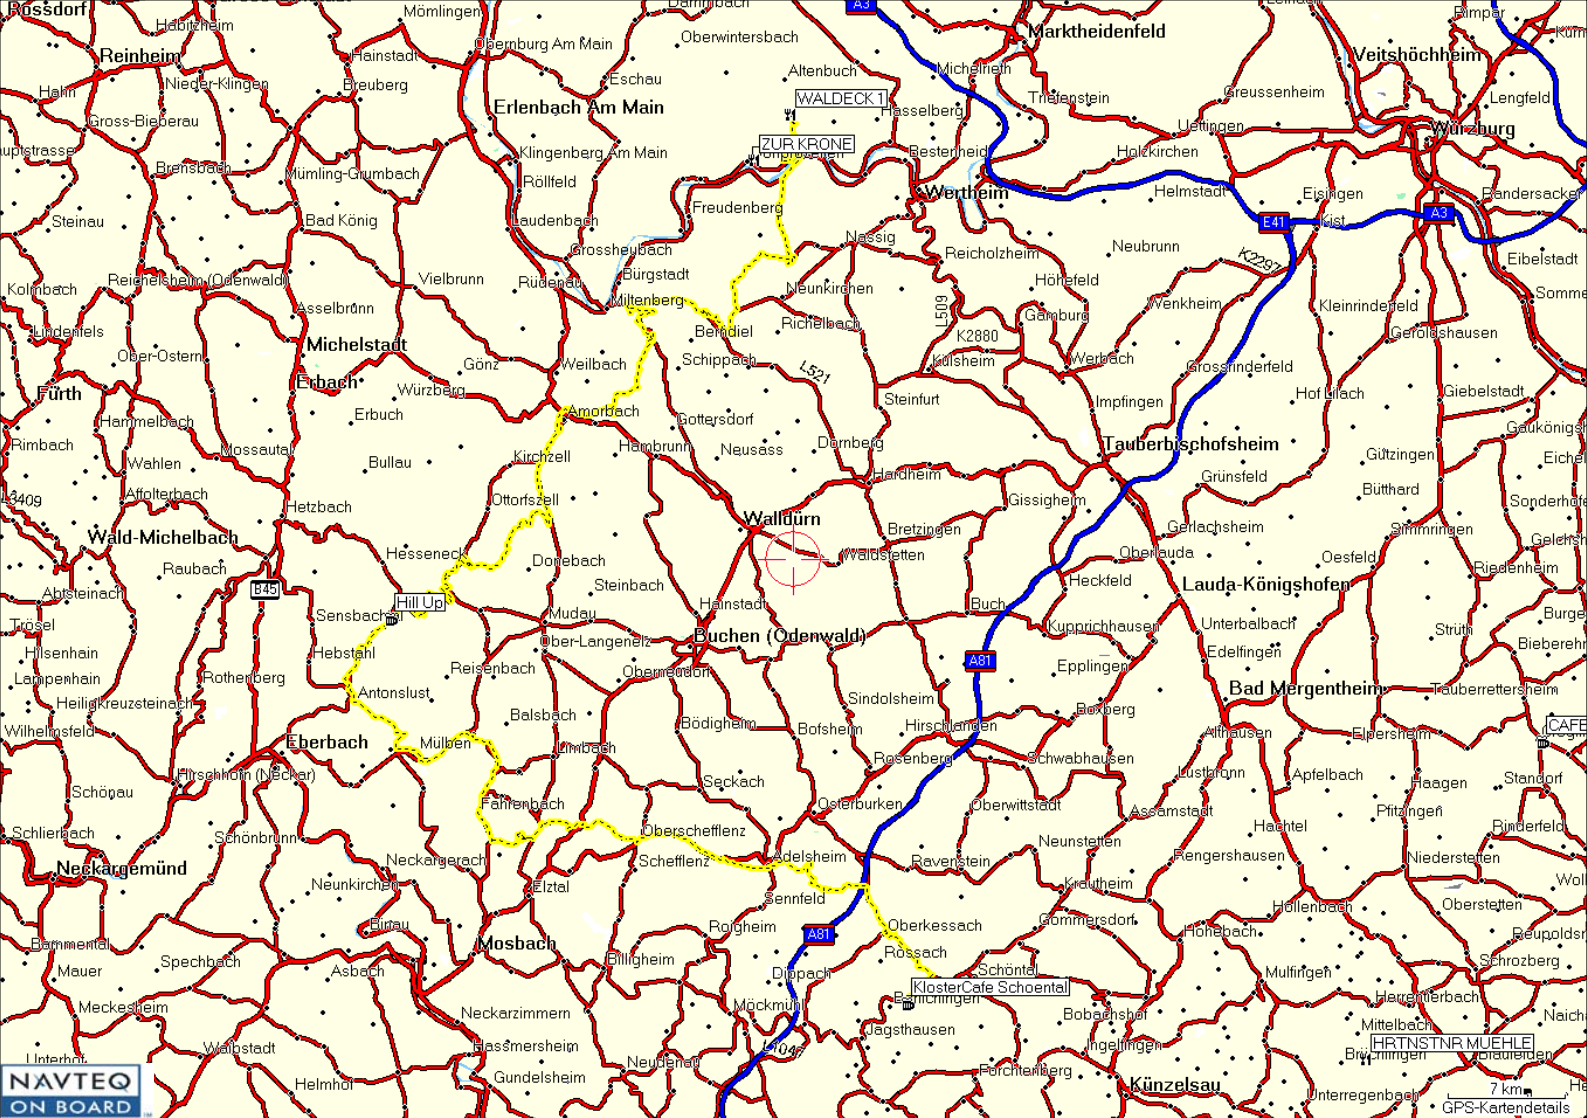 Rossdorf
Mömlingen
Dammbach
A3
Rimpar
Habitzheim
Obernburg Am Main
Oberwintersbach
Marktheidenfeld
Reinheim
Hainstadt
Veitshöchheim
Altenbuch
Michelrieth
Eschau
Nieder-Klingen
Breuberg
Hahn
WALDECK 1
Triefenstein
Greussenheim
Lengfeld
Erlenbach Am Main
Hasselberg
Gross-Bieberau
Uettingen
Würzburg
ZUR KRONE
Klingenberg Am Main
Bestenheid
Holzkirchen
Brensbach
Mümling-Grumbach
Röllfeld
Wertheim
Helmstadt
Eisingen
Randersacker
Steinau
Bad König
Laudenbach
Freudenberg
E41
Kist
A3
Nassig
Grossheubach
Reicholzheim
Neubrunn
K2297
Eibelstadt
Reichelsheim (Odenwald)
Vielbrunn
Rüdenau
Bürgstadt
Höhefeld
Kolmbach
Neunkirchen
Miltenberg
Wenkheim
Kleinrinderfeld
Asselbrunn
L509
Gamburg
Richelbach
Lindenfels
Berndiel
K2880
Geroldshausen
Michelstadt
Ober-Ostern
Gönz
Weilbach
Schippach
Külsheim
Werbach
L521
Grossrinderfeld
Erbach
Fürth
Würzberg
Steinfurt
Impfingen
Hof Lilach
Giebelstadt
Erbuch
Amorbach
Hammelbach
Gottersdorf
Rimbach
Mossautal
Hambrunn
Neusass
Dornberg
Tauberbischofsheim
Gützingen
Wahlen
Bullau
Kirchzell
Hardheim
Grünsfeld
Bütthard
Affolterbach
L3409
Ottorfszell
Gissigheim
Hetzbach
Walldürn
Bretzingen
Gerlachsheim
Simmringen
Wald-Michelbach
Hesseneck
Donebach
Waldstetten
Oberlauda
Oesfeld
Raubach
Riedenheim
Abtsteinach
B45
Steinbach
Heckfeld
Lauda-Königshofen
Hill Up
Hainstadt
Buch
Trösel
Mudau
Kupprichhausen
Unterbalbach
Strüth
Hilsenhain
Hebstahl
Ober-Langenelz
Buchen (Odenwald)
Edelfingen
Lampenhain
Rothenberg
Reisenbach
A81
Epplingen
Bad Mergentheim
Tauberrettersheim
Heiligkreuzsteinach
Antonslust
Sindolsheim
Boxberg
Wilhelmsfeld
Balsbach
Bödigheim
Bofsheim
Hirschlanden
Althausen
Elpersheim
Eberbach
Mülben
Limbach
Rosenberg
Schwabhausen
Hirschhorn (Neckar)
Seckach
Lustbronn
Apfelbach
Haagen
Standorf
Schönau
Fahrenbach
Osterburken
Oberwittstadt
Assamstadt
Pfitzingen
Schlierbach
Schönbrunn
Oberschefflenz
Hachtel
Rinderfeld
Neunstetten
Neckargemünd
Neckargerach
Schefflenz
Adelsheim
Ravenstein
Rengershausen
Niederstetten
Neunkirchen
Elztal
Sennfeld
Krautheim
Hollenbach
Oberstetten
Binau
Roigheim
A81
Oberkessach
Gommersdorf
Hohebach
Bammental
Spechbach
Mosbach
Billigheim
Rossach
Schrozberg
Mauer
Asbach
Dippach
Schöntal
Mulfingen
KlosterCafe Schoental
Meckesheim
Neckarzimmern
Möckmühl
Bobachshof
Herrentierbach
Jagsthausen
Mittelbach
Waibstadt
Hassmersheim
L1047
Ingelfingen
HRTNSTNR MUEHLE
Neudenau
Forchtenberg
Helmhof
Gundelsheim
Künzelsau
Unterregenbach
NAVTEQ
ON BOARD
7 km
GPS-Kartendetails